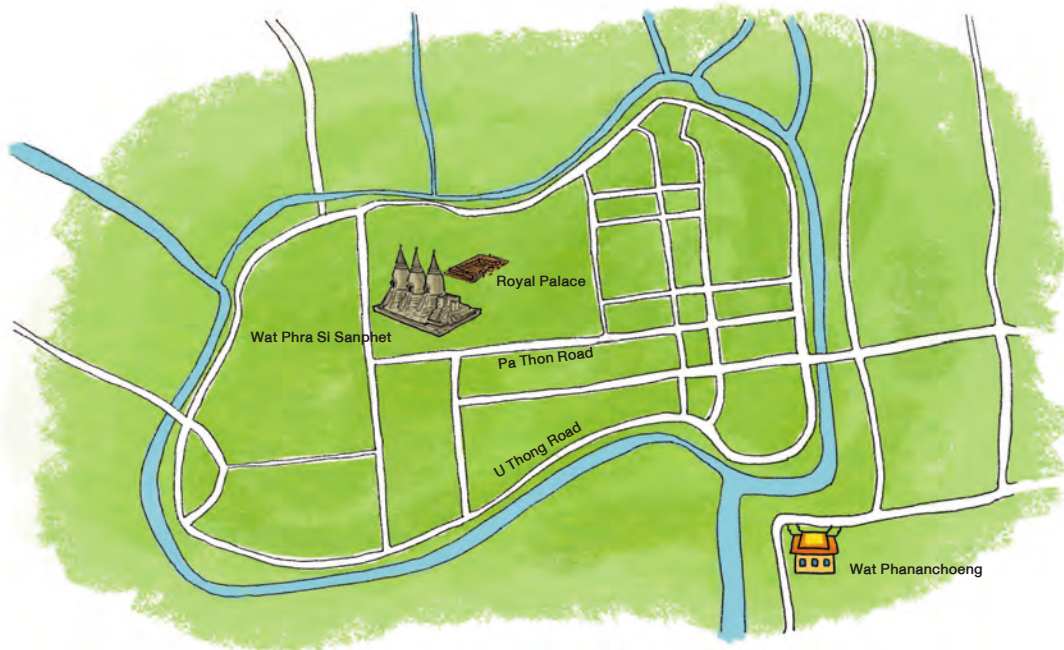 Royal Palace
Wat Phra Si Sanphet
Pa Thon Road
U Thong Road
Wat Phananchoeng